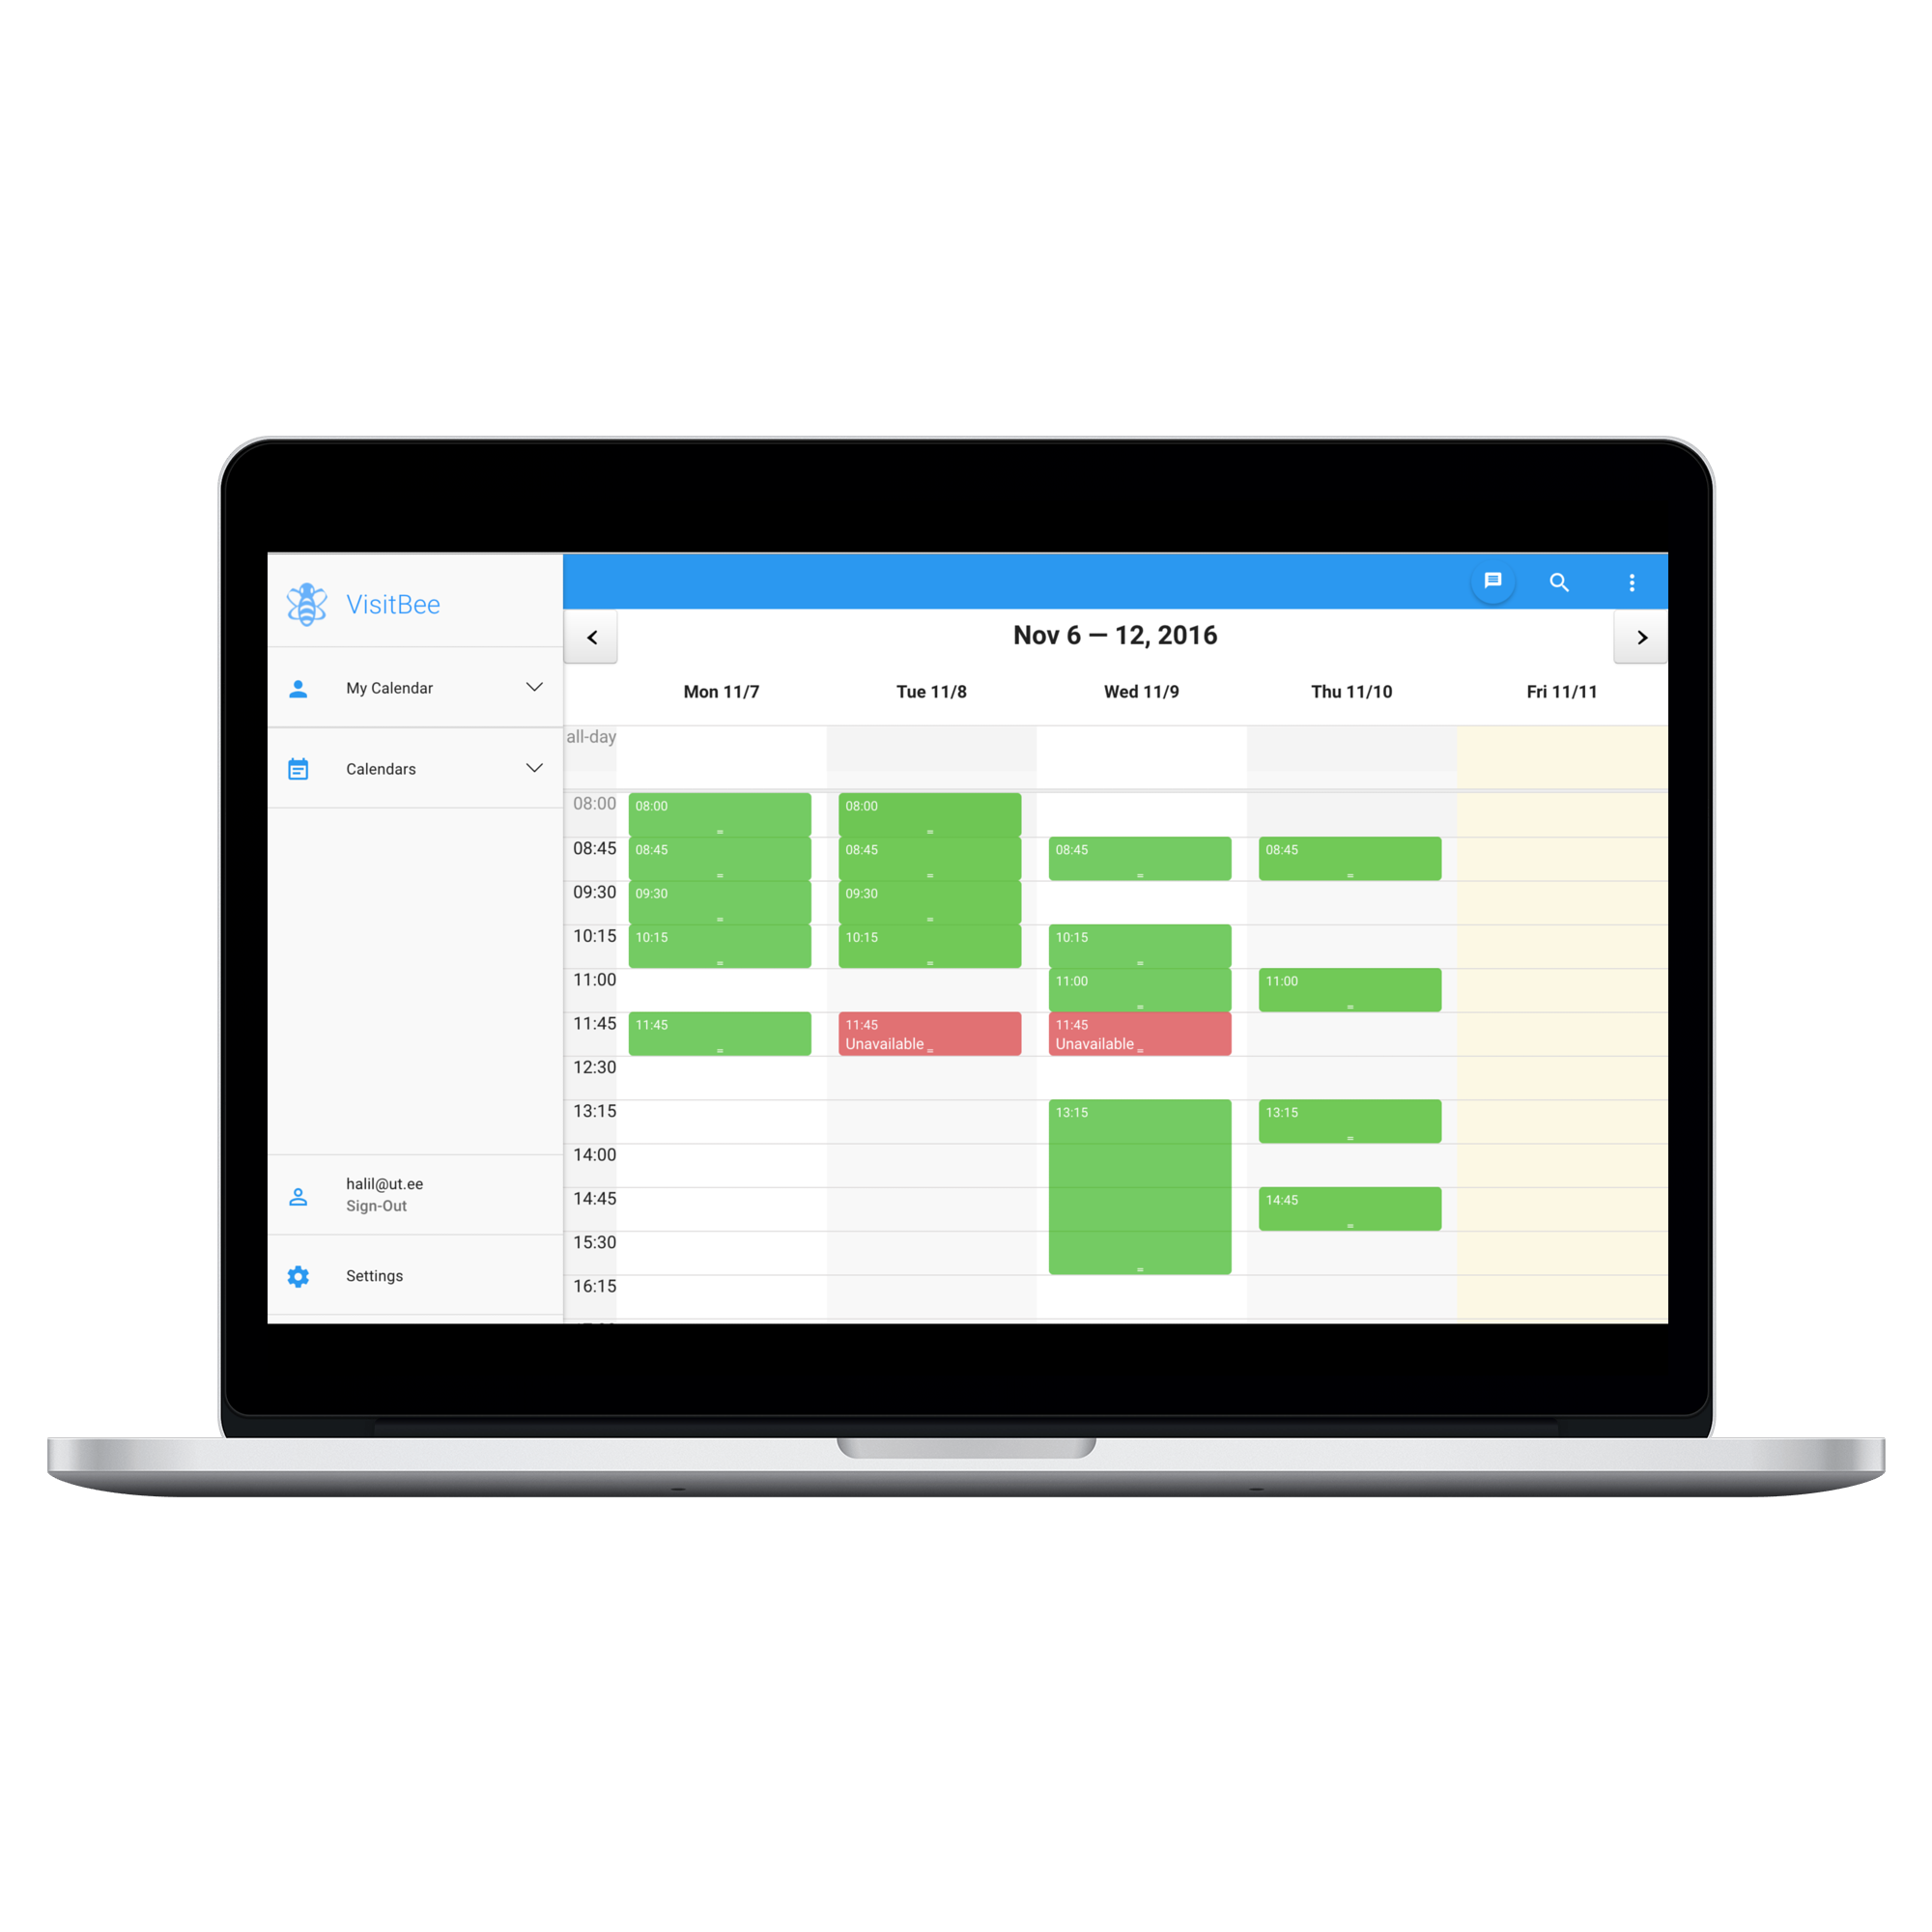 VisitBee
My Calendar
Calendars
halil@ut.ee
Sign-Out
Settings
Nov 6 — 12, 2016
Mon 11/7 Tue 11/8 Wed 11/9 Thu 11/10 Fri 11/11
all-day
08:00 08:00 08:00
08:45 08:45 08:45 08:45 08:45
09:30 09:30 09:30
10:15 10:15 10:15 10:15
11:00 11:00 11:00
11:45 11:45 11:45 11:45
Unavailable Unavailable
12:30
13:15 13:15 13:15
14:00
14:45 14:45
15:30
16:15